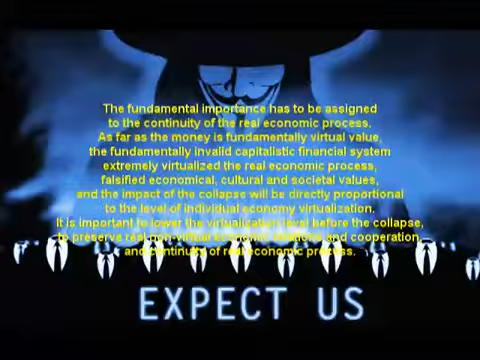 The fundamental importance has to be assigned
to the continuity of the real economic process.
As far as the money is fundamentally virtual value,
the fundamentally invalid capitalistic financial system
extremely virtualized the real economic process,
falsified economical, cultural and societal values,
and the impact of the collapse will be directly proportional
to the level of individual economy virtualization.
It is important to lower the virtualization level before the collapse,
to preserve real non-virtual economic relations and cooperation,
and continuity of real economic process.
EXPECT US